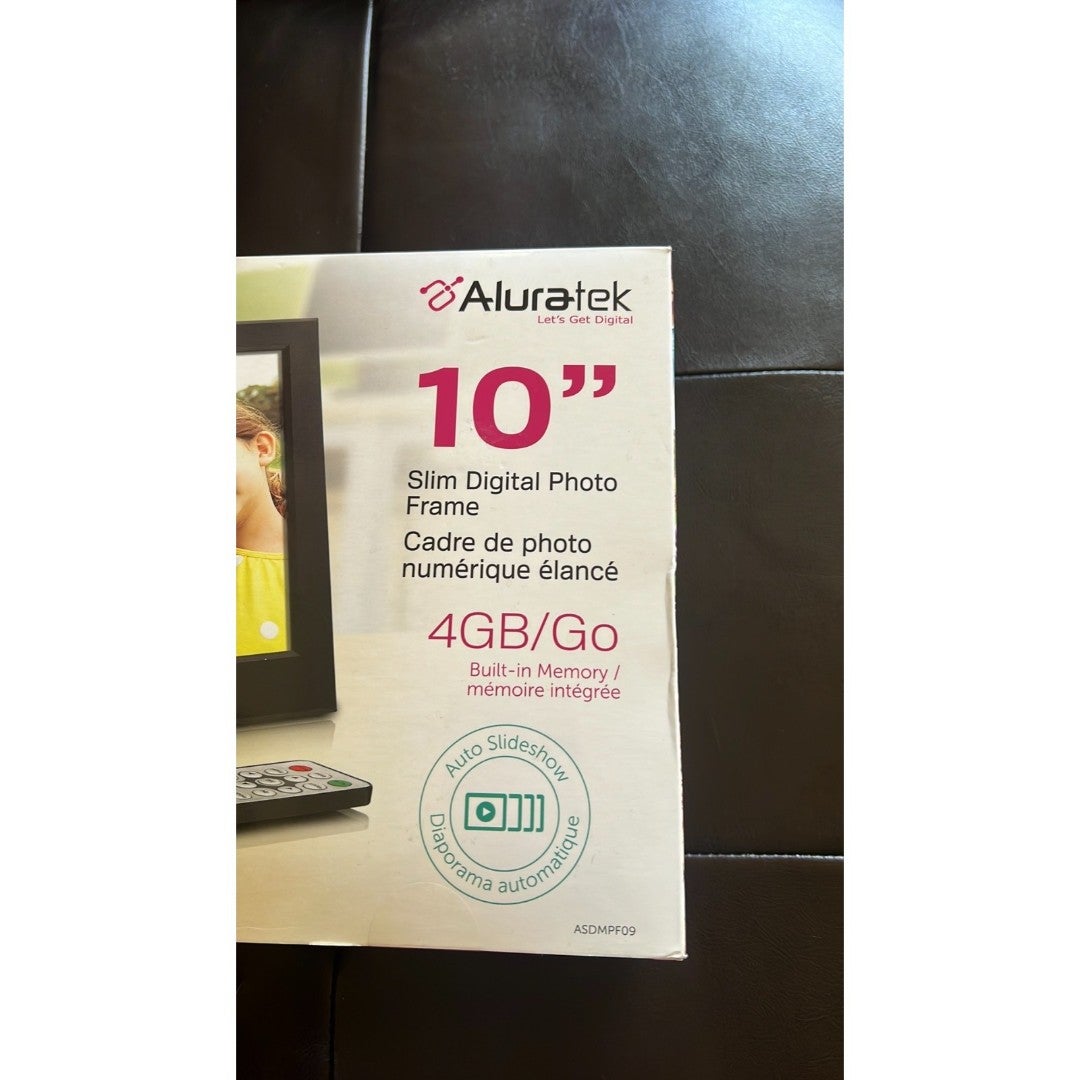 Aluratek
Let's Get Digital
10”
Slim Digital Photo
Frame
Cadre de photo
numérique élancé
4GB/Go
Built-in Memory /
mémoire intégrée
Auto Slideshow
Diaporama automatique
ASDMPF09